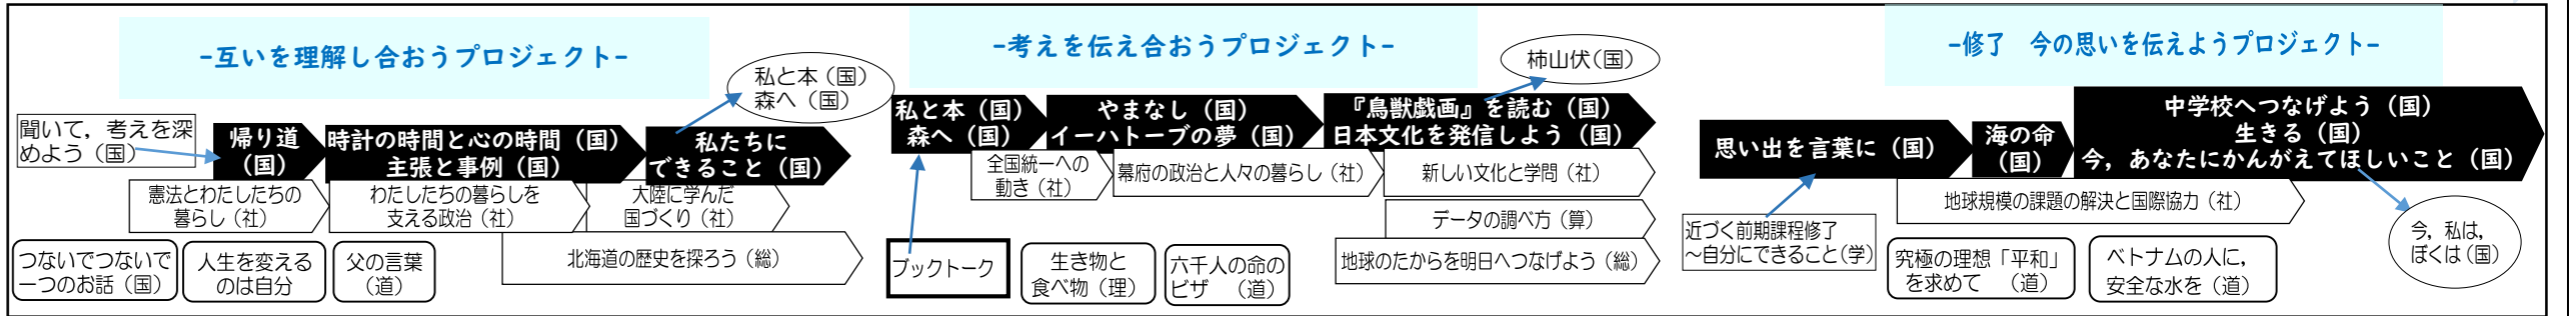 -互いを理解し合おうプロジェクト-
聞いて，考えを深
めよう（国）
帰り道
（国）
時計の時間と心の時間（国）
主張と事例（国）
私たちに
できること（国）
私と本（国）
森へ（国）
憲法とわたしたちの
暮らし（社）
わたしたちの暮らしを
支える政治（社）
大陸に学んだ
国づくり（社）
北海道の歴史を探ろう（総）
つないでつないで
一つのお話（国）
人生を変える
のは自分
父の言葉
（道）
-考えを伝え合おうプロジェクト-
私と本（国）
森へ（国）
やまなし（国）
イーハトーブの夢（国）
『鳥獣戯画』を読む（国）
日本文化を発信しよう（国）
柿山伏（国）
全国統一への
動き（社）
幕府の政治と人々の暮らし（社）
新しい文化と学問（社）
データの調べ方（算）
地球のたからを明日へつなげよう（総）
ブックトーク
生き物と
食べ物（理）
六千人の命の
ビザ　（道）
-修了　今の思いを伝えようプロジェクト-
思い出を言葉に（国）
海の命
（国）
中学校へつなげよう（国）
生きる（国）
今，あなたにかんがえてほしいこと（国）
地球規模の課題の解決と国際協力（社）
近づく前期課程修了
～自分にできること（学）
究極の理想「平和」
を求めて　（道）
ベトナムの人に，
安全な水を（道）
今，私は，
ぼくは（国）